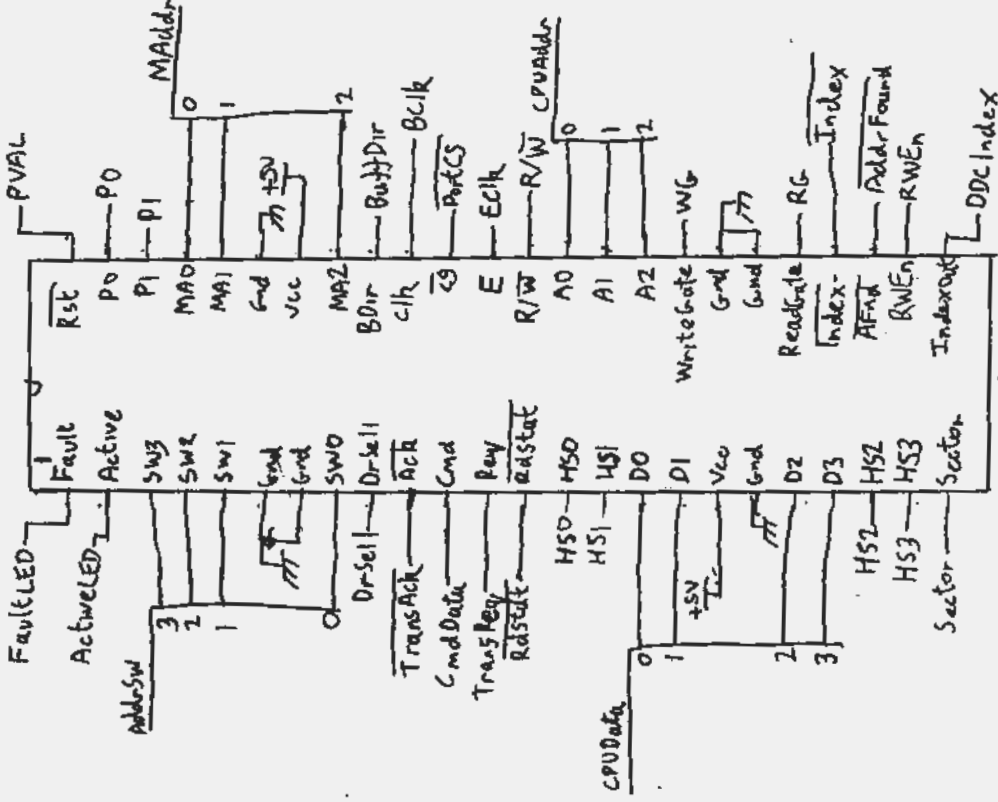 FaultLED
Fault
ActiveLED
Active
AddrSW
3
SW3
2
SW2
1
SW1
Gnd
Gnd
0
SW0
DrSel1
DrSel1
TransAck
Ack
CmdData
Cmd
TransReq
Req
RdStat
RdStat
HS0
HS0
HS1
HS1
CPUData
0
D0
1
D1
+5V
Vcc
Gnd
2
D2
3
D3
HS2
HS2
HS3
HS3
Sector
Sector
Rst
PVAL
P0
P0
P1
P1
MAddr
MA0
0
MA1
1
Gnd
Vcc
+5V
MA2
2
BDir
BuffDir
Clk
BClk
CS
PortCS
E
EClk
R/W
R/W
CPUAddr
A0
0
A1
1
A2
2
WriteGate
WG
Gnd
Gnd
ReadGate
RG
Index-
Index
AFnd
AddrFound
RWEn
RWEn
IndexOut
DDCIndex